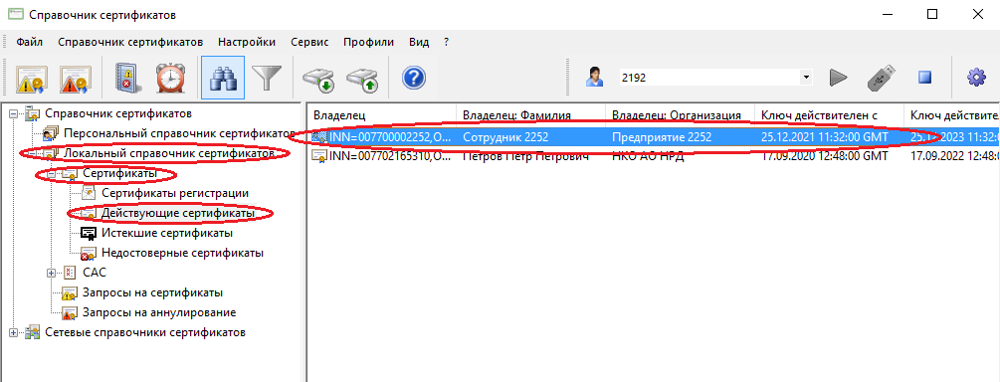 Справочник сертификатов
Файл Справочник сертификатов Настройки Сервис Профили Вид ?
2192
Справочник сертификатов
Персональный справочник сертификатов
Локальный справочник сертификатов
Сертификаты
Сертификаты регистрации
Действующие сертификаты
Истекшие сертификаты
Недостоверные сертификаты
САС
Запросы на сертификаты
Запросы на аннулирование
Сетевые справочники сертификатов
Владелец Владелец: Фамилия Владелец: Организация Ключ действителен с Ключ действителе
INN=007700002252,О... Сотрудник 2252 Предприятие 2252 25.12.2021 11:32:00 GMT 25.12.2023 11:32:0
INN=007702165310,О... Петров Петр Петрович НКО АО НРД 17.09.2020 12:48:00 GMT 17.09.2022 12:48:0